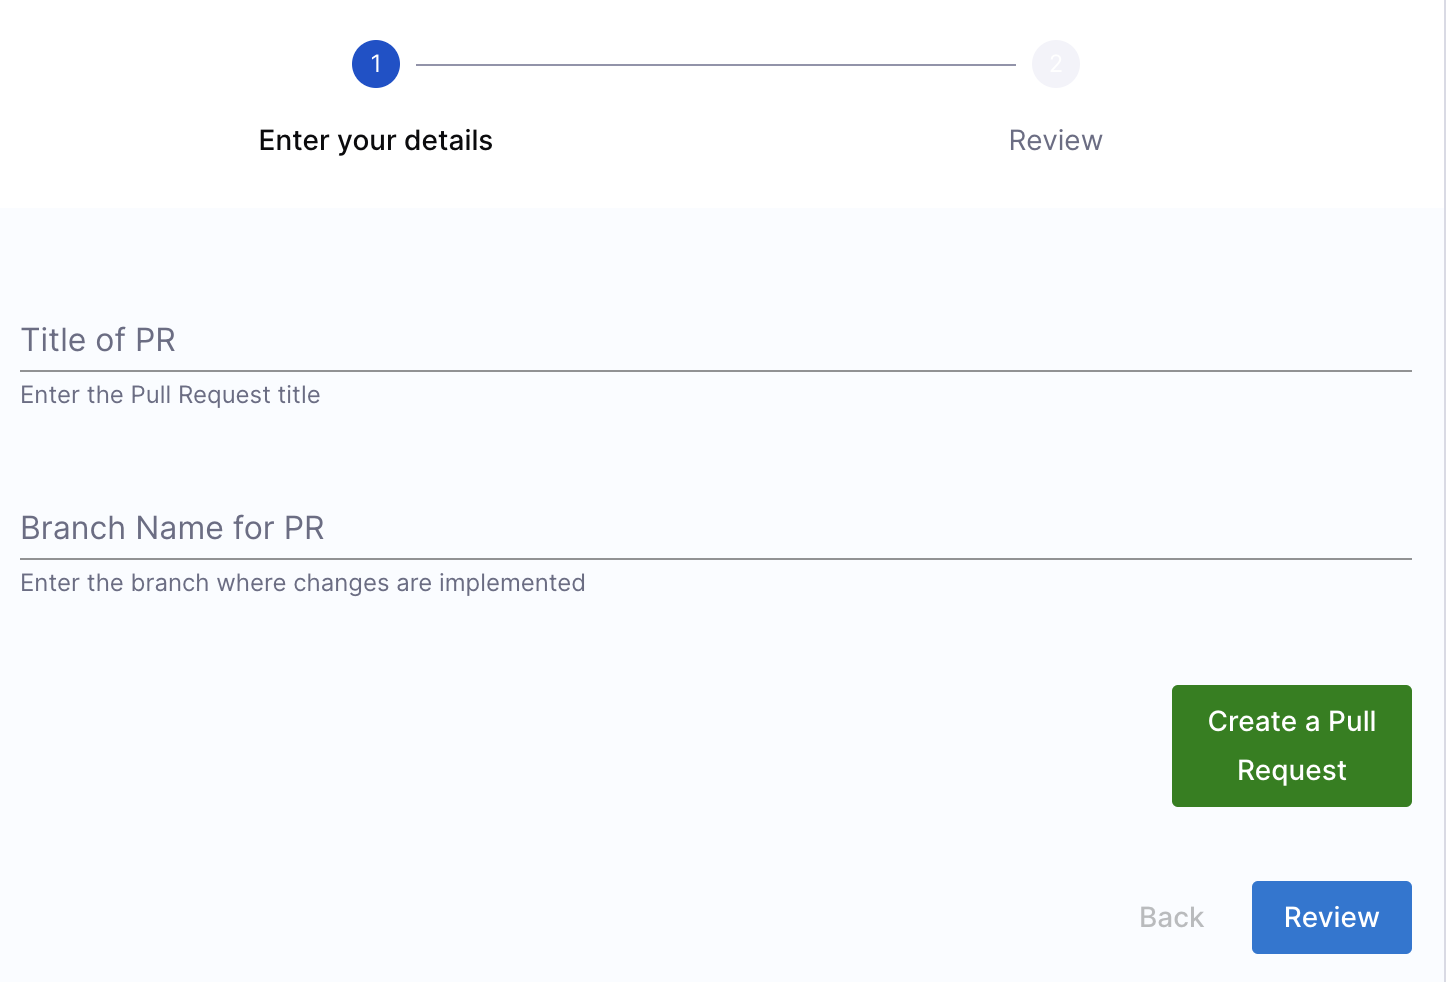 1
2
Enter your details
Review
Title of PR
Enter the Pull Request title
Branch Name for PR
Enter the branch where changes are implemented
Create a Pull
Request
Back
Review